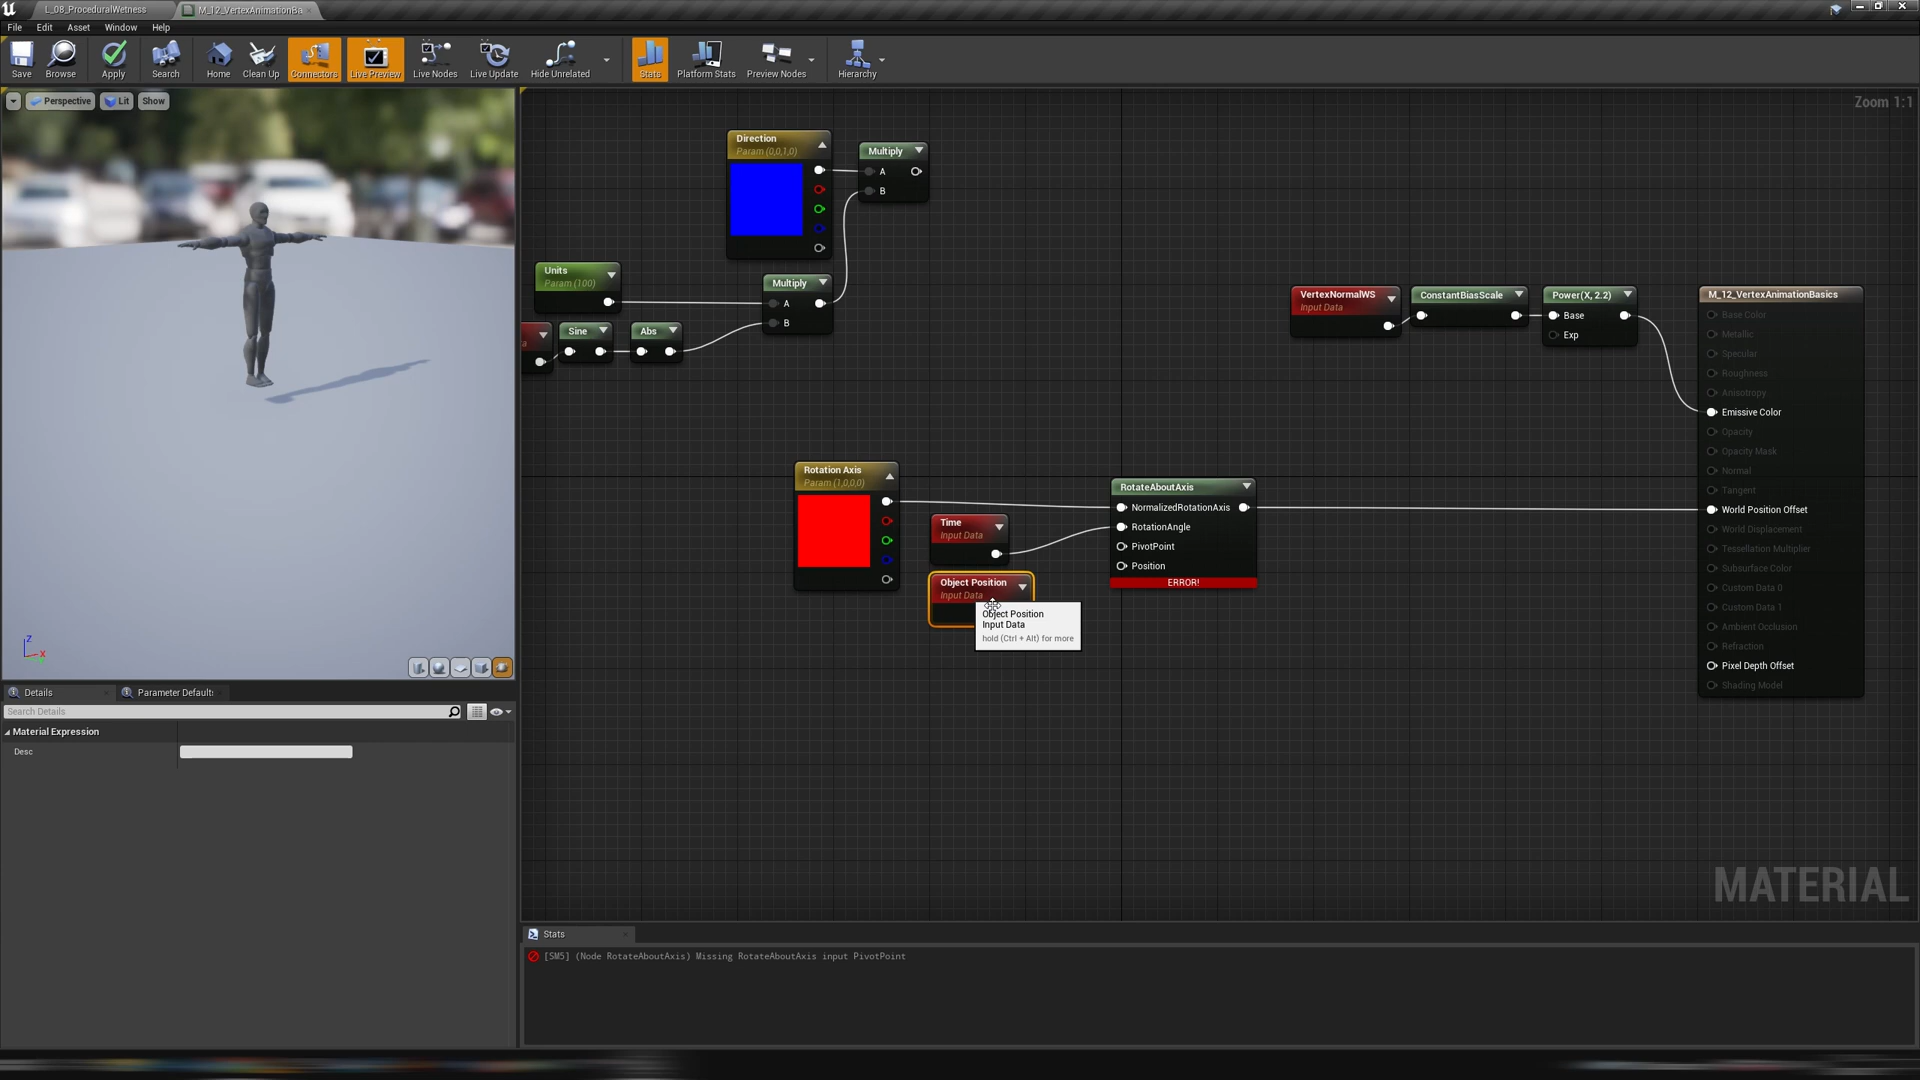 L_08_ProceduralWetness
M_12_VertexAnimationBa
File Edit Asset Window Help
Save Browse Apply Search Home Clean Up Connectors Live Preview Live Nodes Live Update Hide Unrelated Stats Platform Stats Preview Nodes Hierarchy
Perspective Lit Show
Zoom 1:1
Direction
Param (0,0,1,0)
Multiply
A
B
Units
Param (100)
Multiply
A
B
Sine
Abs
VertexNormalWS
Input Data
ConstantBiasScale
Power(X, 2.2)
Base
Exp
M_12_VertexAnimationBasics
Base Color
Metallic
Specular
Roughness
Anisotropy
Emissive Color
Opacity
Opacity Mask
Normal
Tangent
World Position Offset
World Displacement
Tessellation Multiplier
Subsurface Color
Custom Data 0
Custom Data 1
Ambient Occlusion
Refraction
Pixel Depth Offset
Shading Model
Rotation Axis
Param (1,0,0,0)
Time
Input Data
Object Position
Input Data
Object Position
Input Data
hold (Ctrl + Alt) for more
RotateAboutAxis
NormalizedRotationAxis
RotationAngle
PivotPoint
Position
ERROR!
Z
X
Details
Parameter Default
Search Details
Material Expression
Desc
MATERIAL
Stats
[SM5] (Node RotateAboutAxis) Missing RotateAboutAxis input PivotPoint